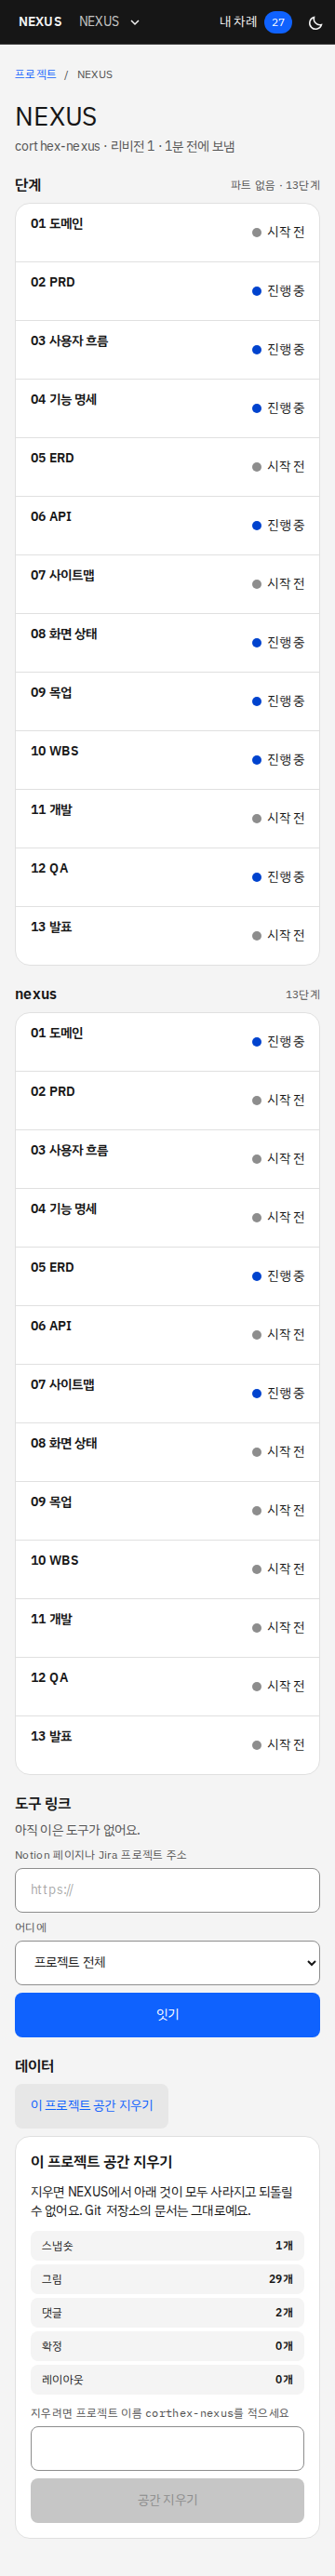 NEXUS NEXUS 내 차례 27
프로젝트 / NEXUS
NEXUS
corthex-nexus · 리비전 1 · 1분 전에 보냄
단계 파트 없음 · 13단계
01 도메인 시작 전
02 PRD 진행 중
03 사용자 흐름 진행 중
04 기능 명세 진행 중
05 ERD 시작 전
06 API 진행 중
07 사이트맵 시작 전
08 화면 상태 진행 중
09 목업 진행 중
10 WBS 진행 중
11 개발 시작 전
12 QA 진행 중
13 발표 시작 전
nexus 13단계
01 도메인 진행 중
02 PRD 시작 전
03 사용자 흐름 시작 전
04 기능 명세 시작 전
05 ERD 진행 중
06 API 시작 전
07 사이트맵 진행 중
08 화면 상태 시작 전
09 목업 시작 전
10 WBS 시작 전
11 개발 시작 전
12 QA 시작 전
13 발표 시작 전
도구 링크
아직 이은 도구가 없어요.
Notion 페이지나 Jira 프로젝트 주소
https://
어디에
프로젝트 전체
잇기
데이터
이 프로젝트 공간 지우기
이 프로젝트 공간 지우기
지우면 NEXUS에서 아래 것이 모두 사라지고 되돌릴
수 없어요. Git 저장소의 문서는 그대로예요.
스냅숏 1개
그림 29개
댓글 2개
확정 0개
레이아웃 0개
지우려면 프로젝트 이름 corthex-nexus를 적으세요
공간 지우기